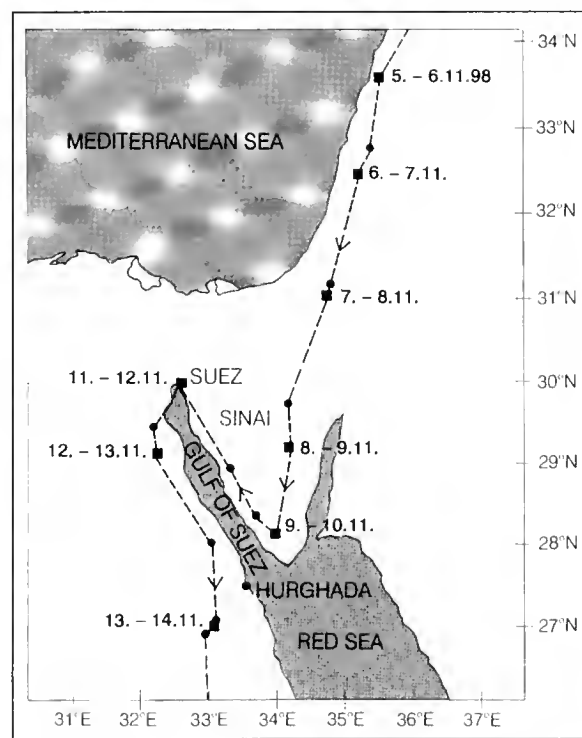 34°N
5. – 6.11.98
MEDITERRANEAN SEA
33°N
6. – 7.11.
32°N
7. – 8.11.
31°N
11. – 12.11.
SUEZ
30°N
SINAI
12. – 13.11.
8. – 9.11.
29°N
GULF OF SUEZ
9. – 10.11.
28°N
HURGHADA
13. – 14.11.
RED SEA
27°N
31°E 32°E 33°E 34°E 35°E 36°E 37°E